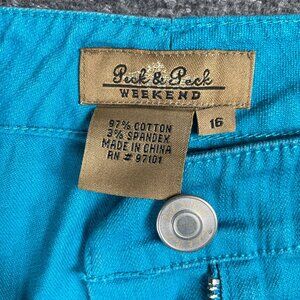 Peck & Peck
WEEKEND
16
97% COTTON
3% SPANDEX
MADE IN CHINA
RN # 97101